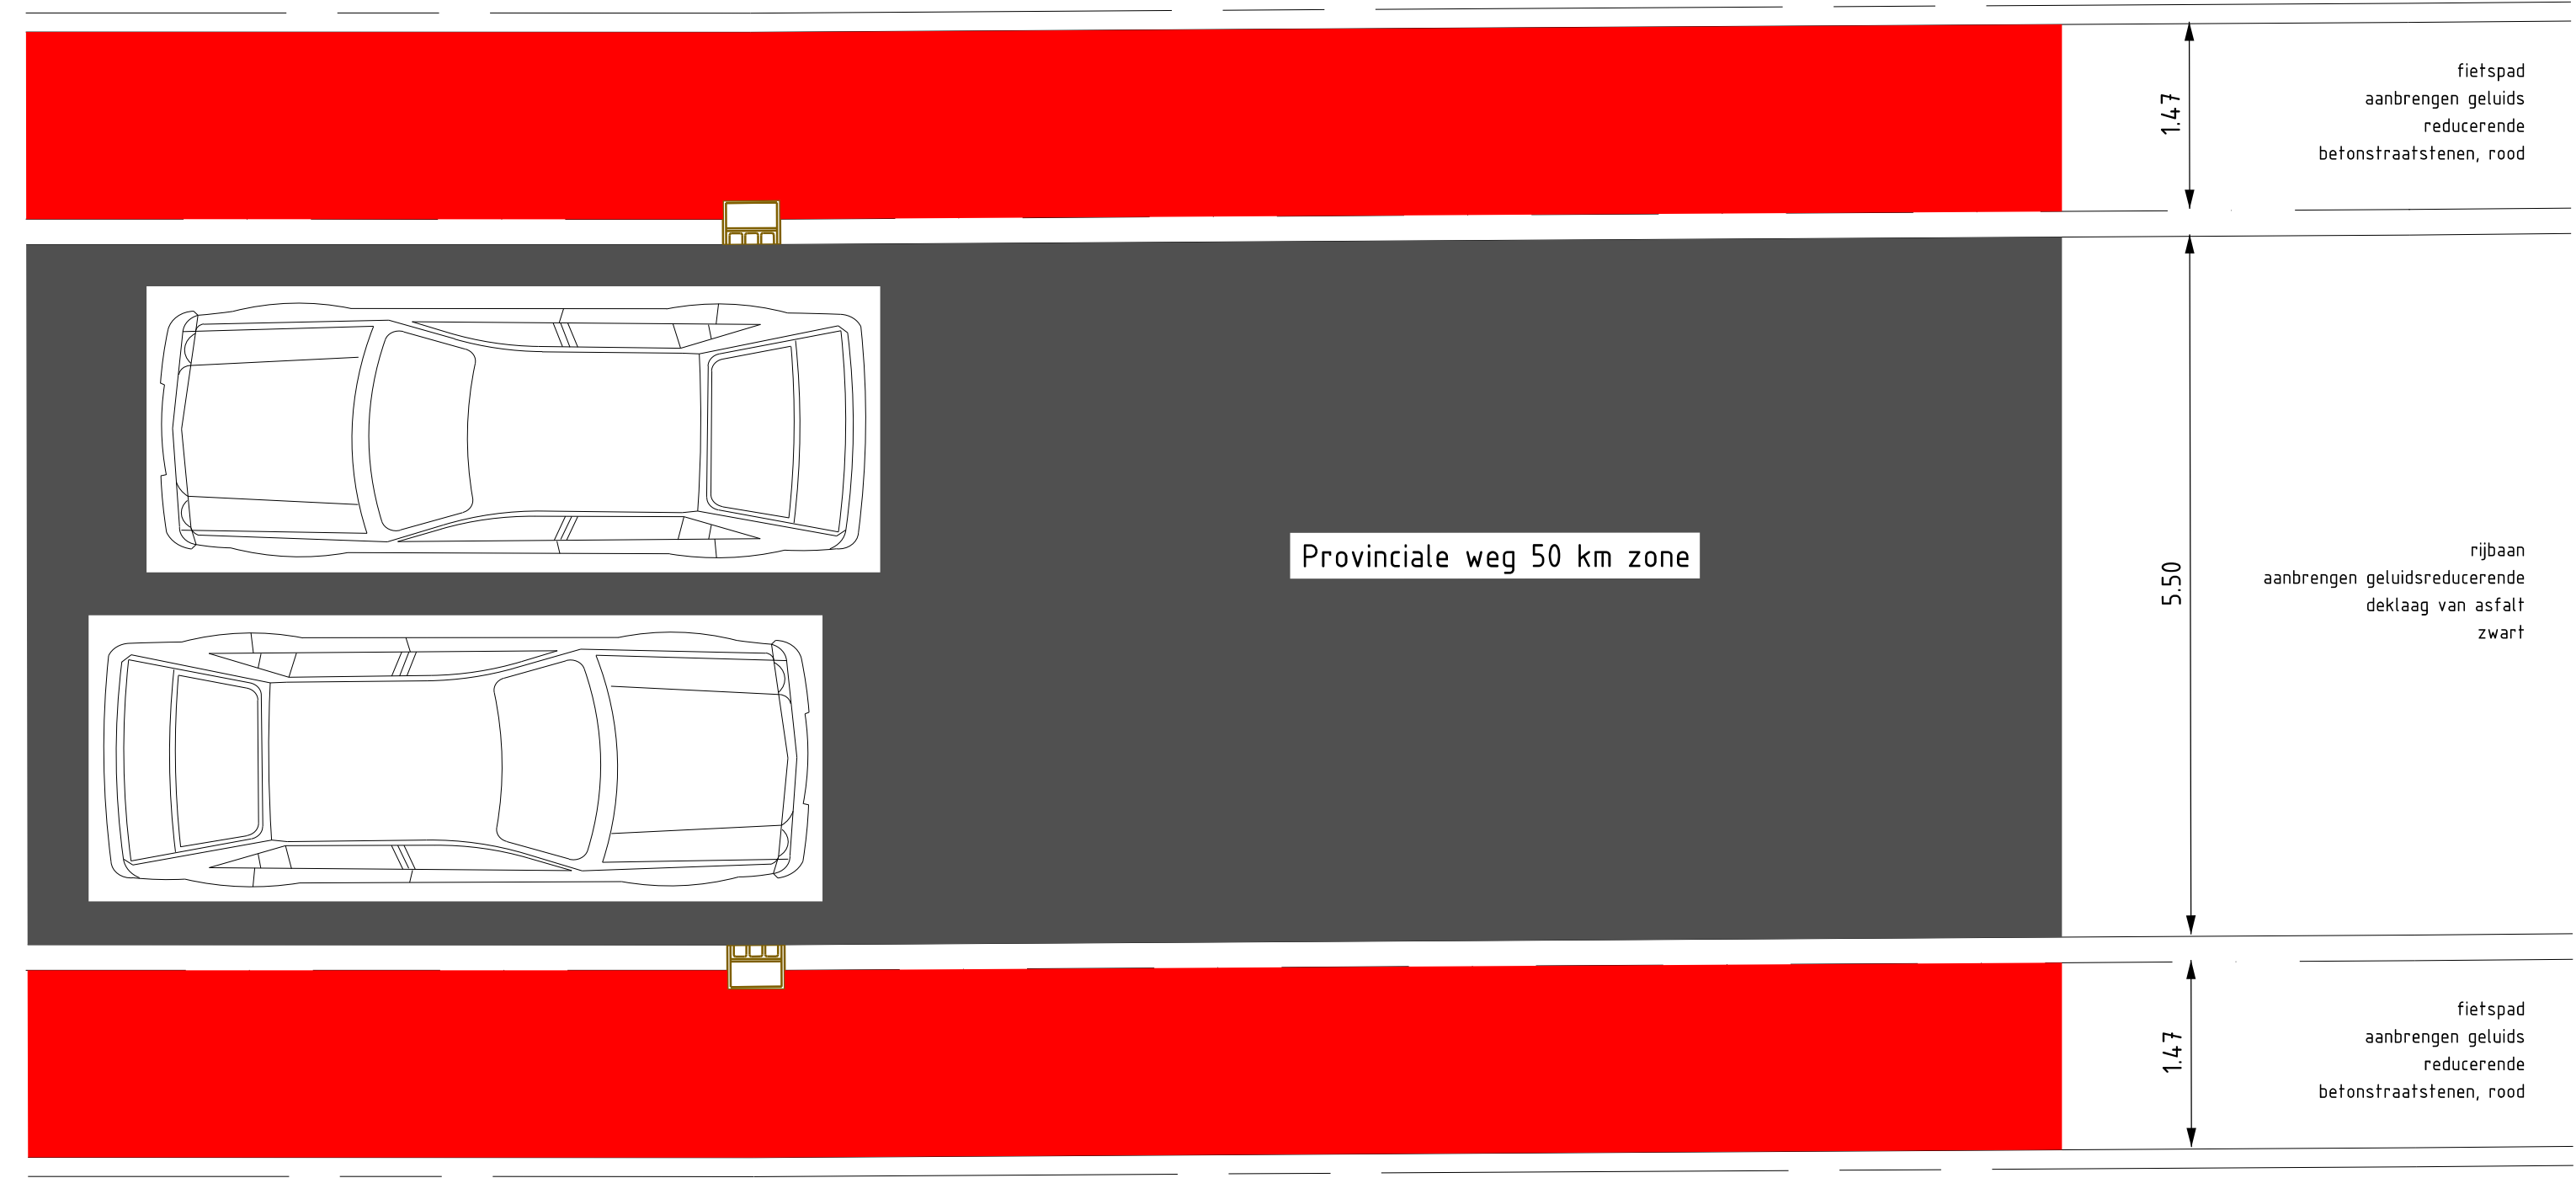 1.47
fietspad
aanbrengen geluids
reducerende
betonstraatstenen, rood
Provinciale weg 50 km zone
5.50
rijbaan
aanbrengen geluidsreducerende
deklaag van asfalt
zwart
1.47
fietspad
aanbrengen geluids
reducerende
betonstraatstenen, rood